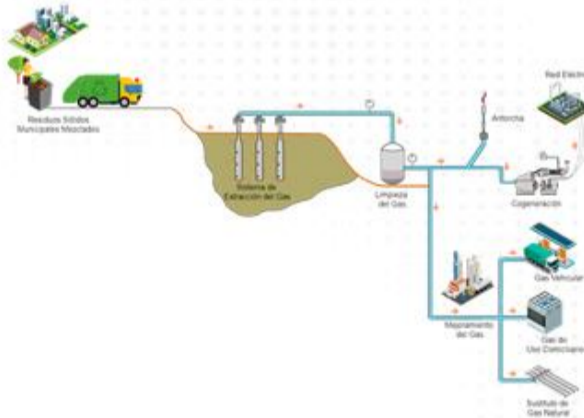 Residuos Sólidos
Municipales Mezclados
Sistema de
Extracción del Gas
Limpieza
del Gas
Antorcha
Red Eléctri
Cogeneración
Mejoramiento
del Gas
Gas Vehicular
Gas de
Uso Domiciliario
Sustituto de
Gas Natural